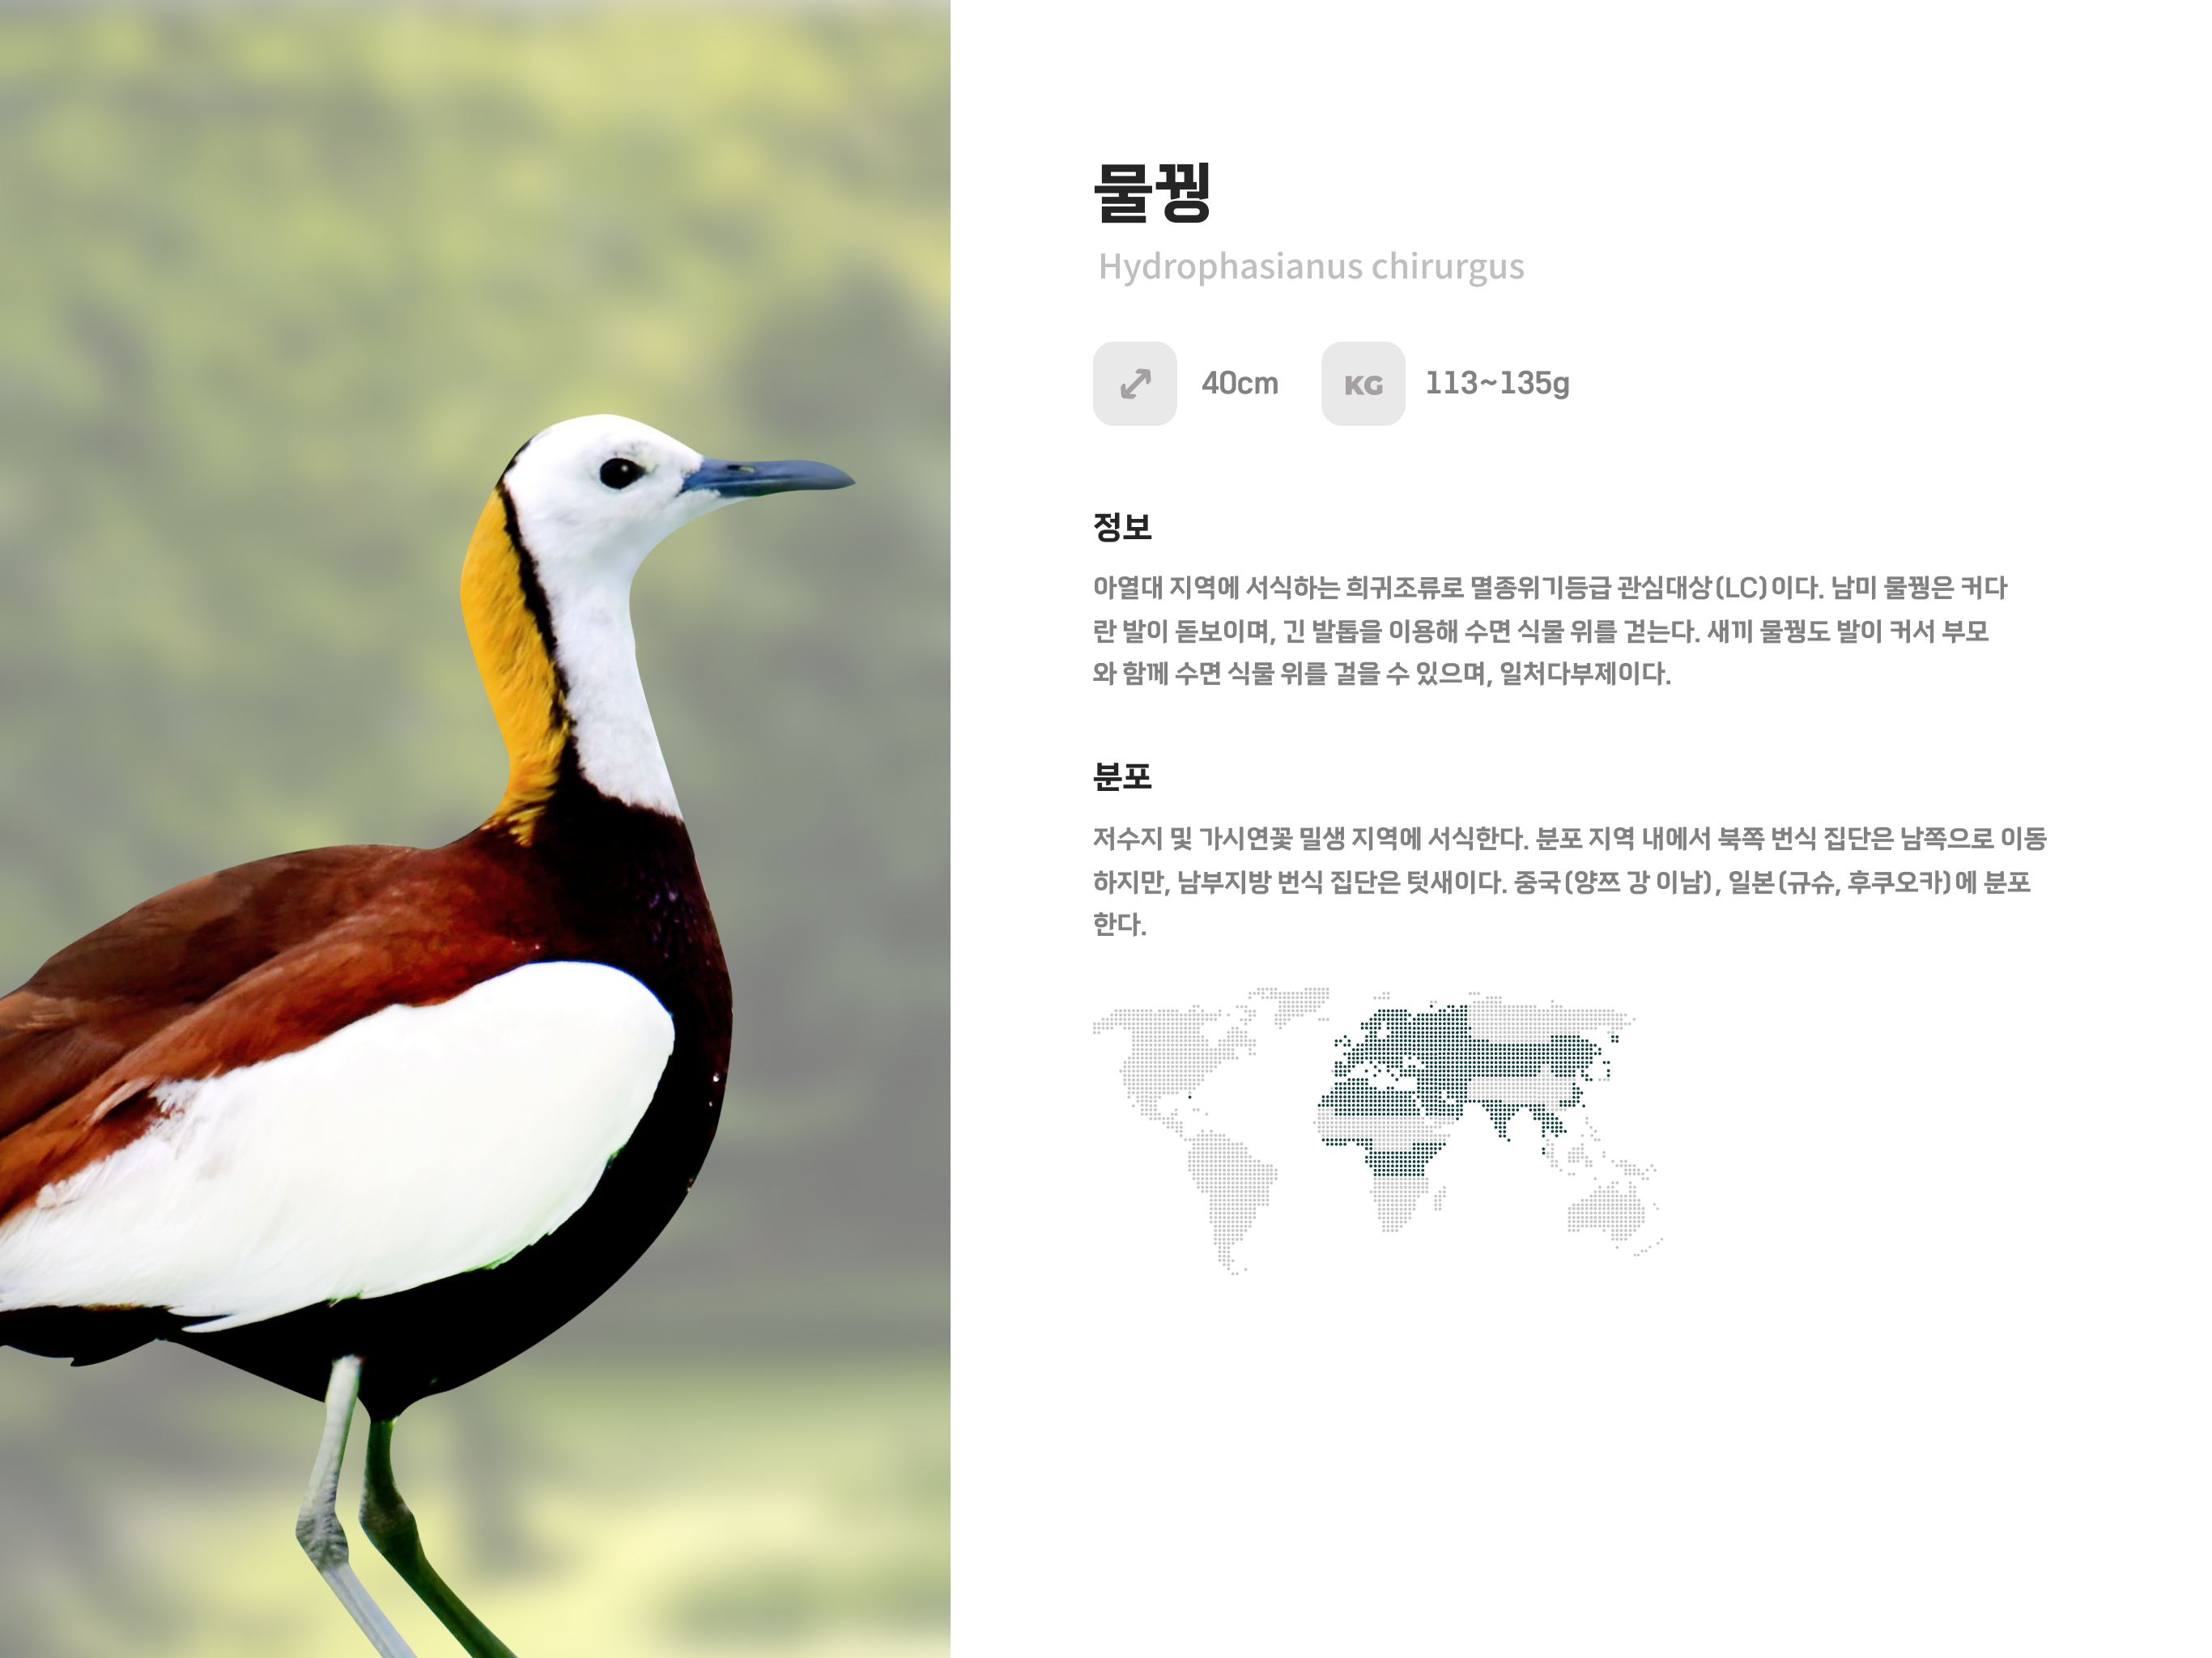 물꿩
Hydrophasianus chirurgus
40cm KG 113~135g
정보
아열대 지역에 서식하는 희귀조류로 멸종위기등급 관심대상(LC)이다. 남미 물꿩은 커다
란 발이 돋보이며, 긴 발톱을 이용해 수면 식물 위를 걷는다. 새끼 물꿩도 발이 커서 부모
와 함께 수면 식물 위를 걸을 수 있으며, 일처다부제이다.
분포
저수지 및 가시연꽃 밀생 지역에 서식한다. 분포 지역 내에서 북쪽 번식 집단은 남쪽으로 이동
하지만, 남부지방 번식 집단은 텃새이다. 중국(양쯔 강 이남), 일본(규슈, 후쿠오카)에 분포
한다.